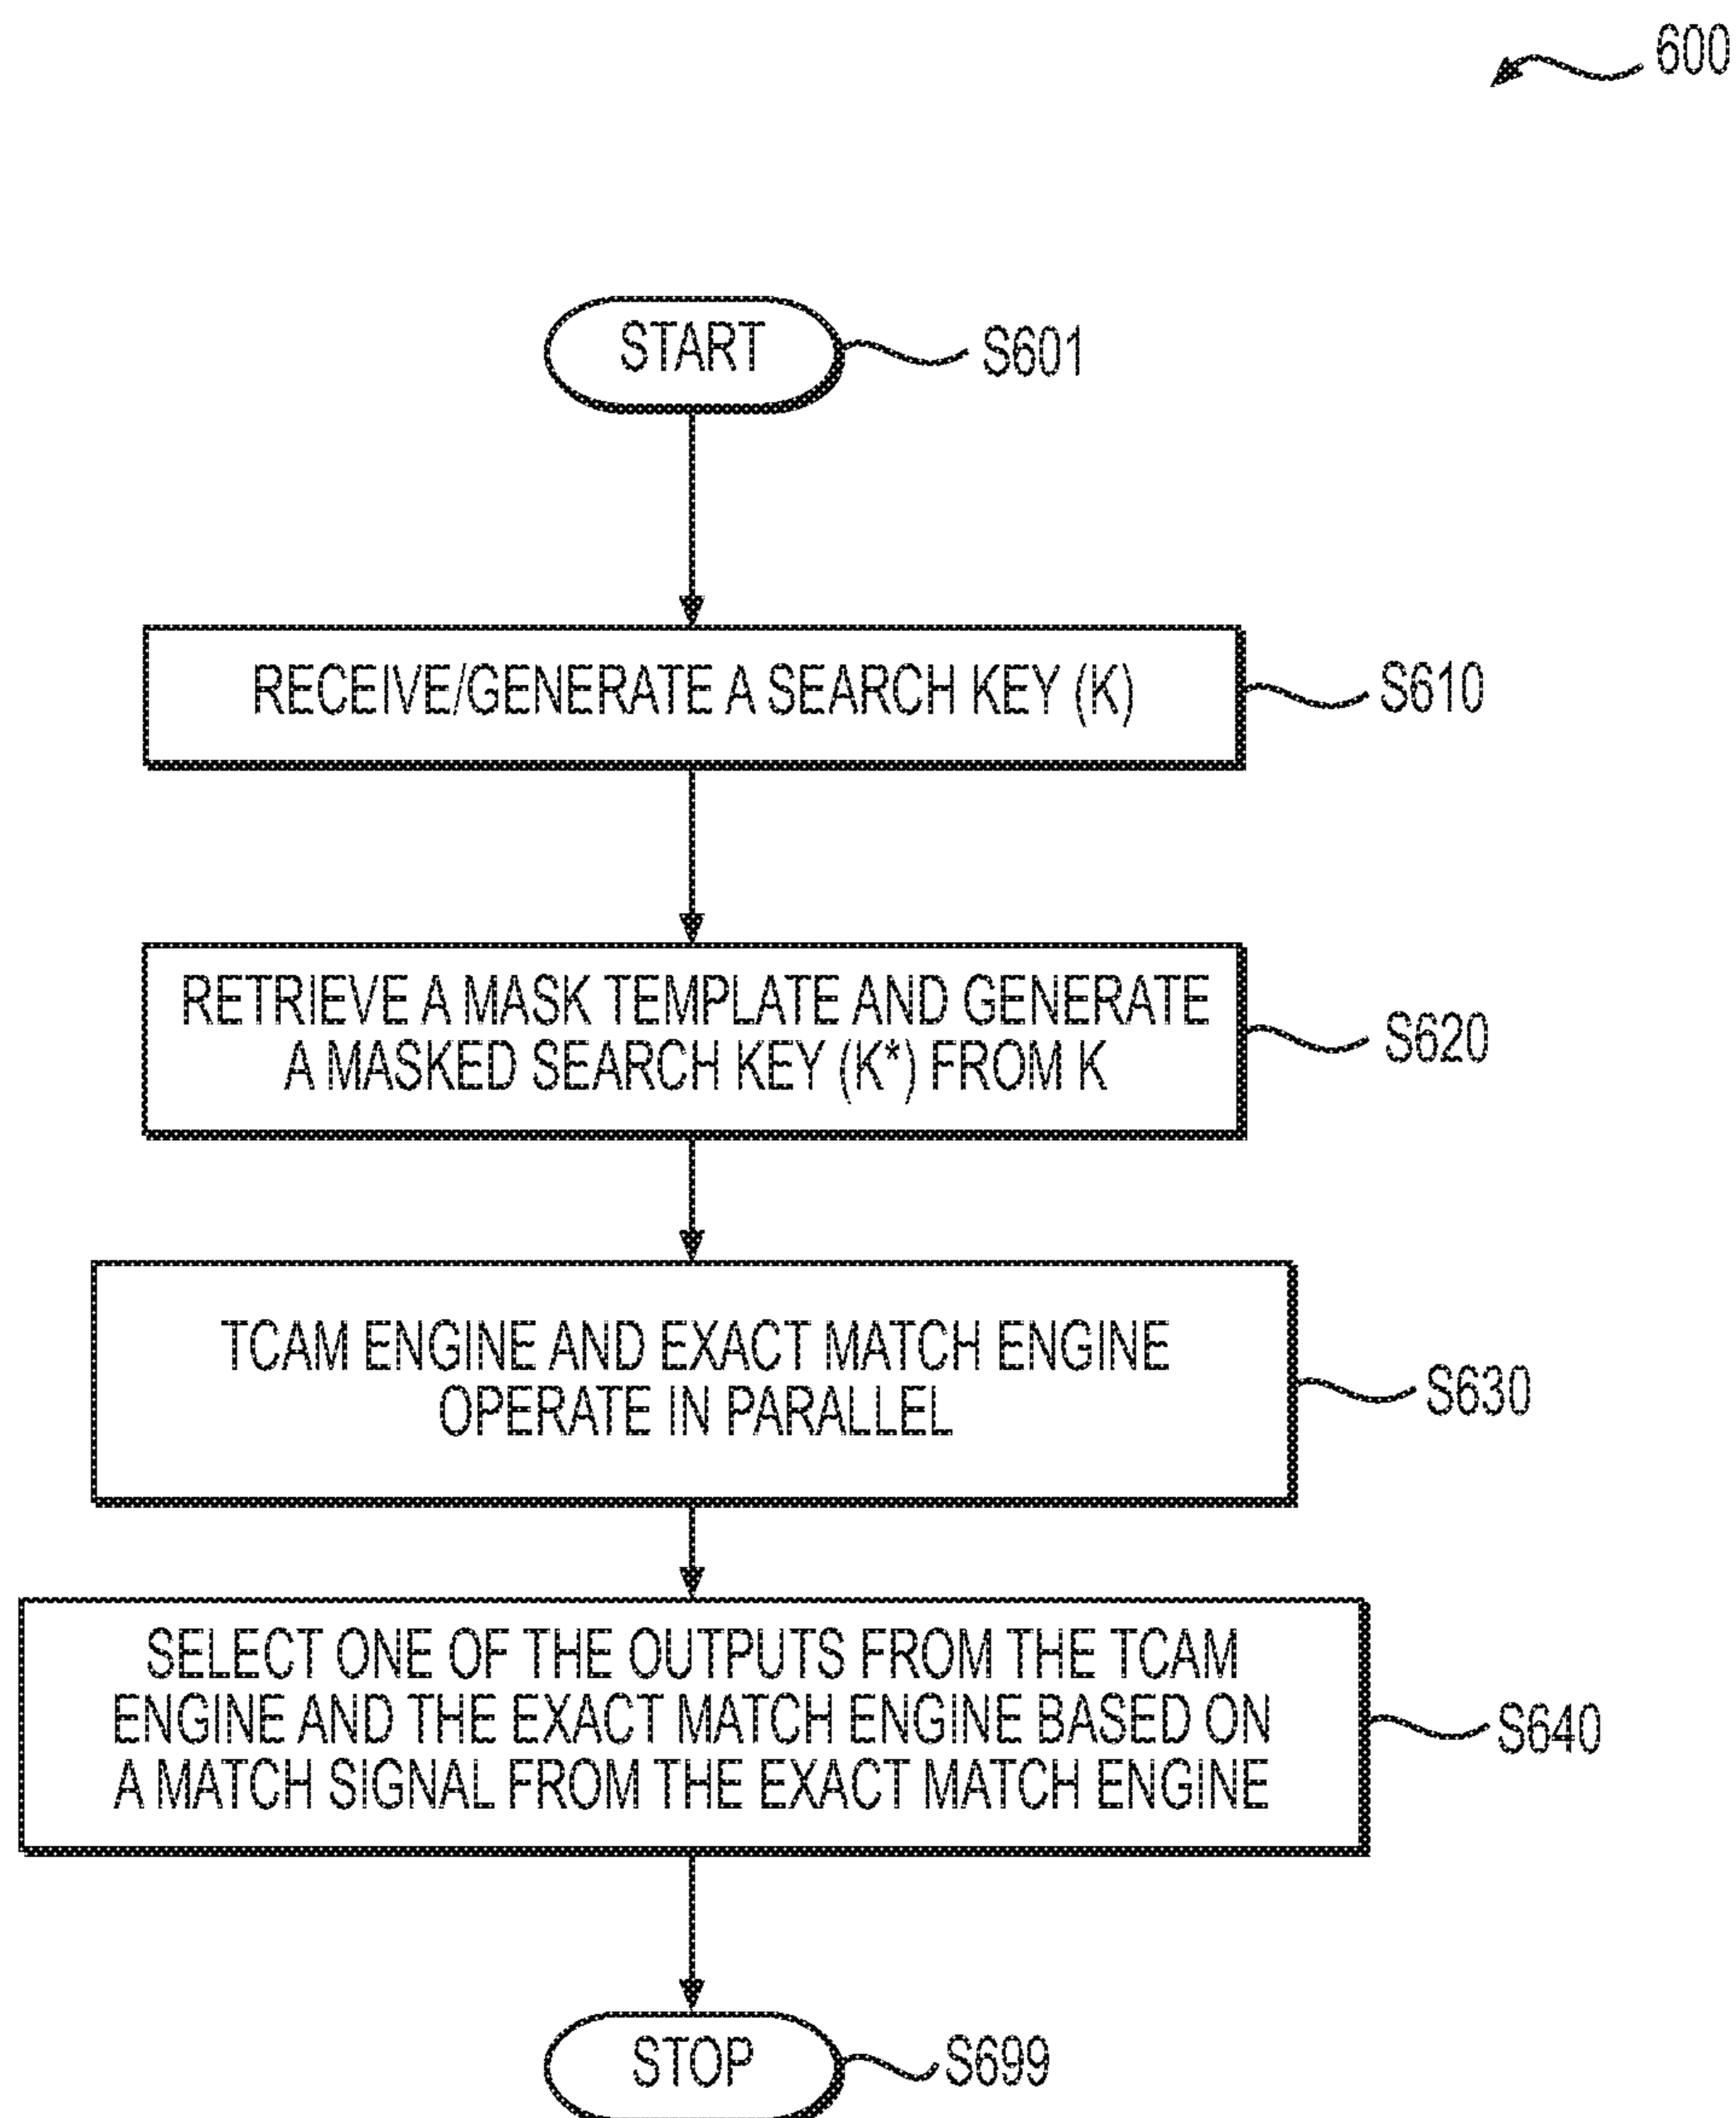 600
START
S601
RECEIVE/GENERATE A SEARCH KEY (K)
S610
RETRIEVE A MASK TEMPLATE AND GENERATE
A MASKED SEARCH KEY (K*) FROM K
S620
TCAM ENGINE AND EXACT MATCH ENGINE
OPERATE IN PARALLEL
S630
SELECT ONE OF THE OUTPUTS FROM THE TCAM
ENGINE AND THE EXACT MATCH ENGINE BASED ON
A MATCH SIGNAL FROM THE EXACT MATCH ENGINE
S640
STOP
S699